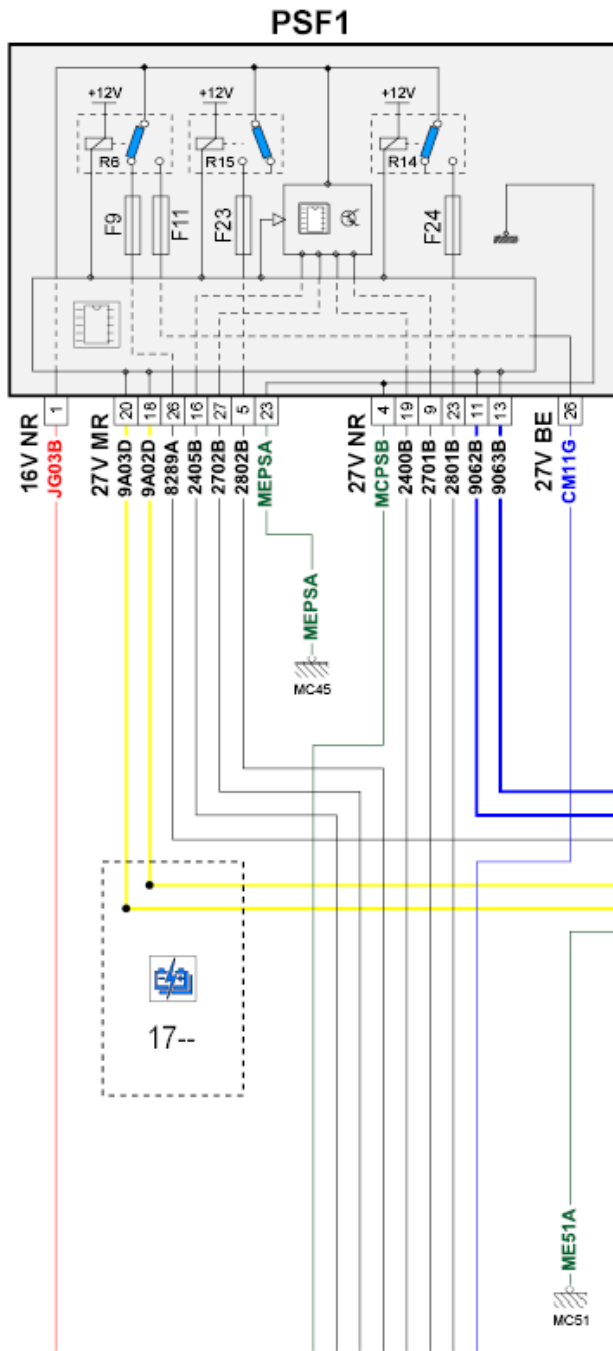 PSF1
+12V
+12V
+12V
R6
R15
R14
F9
F11
F23
F24
16V NR
1
JG03B
27V MR
20
9A03D
18
9A02D
26
8289A
16
2405B
27
2702B
5
2802B
23
MEPSA
27V NR
4
MCPSB
19
2400B
9
2701B
23
2801B
11
9062B
13
9063B
27V BE
26
CM11G
MEPSA
MC45
17--
ME51A
MC51